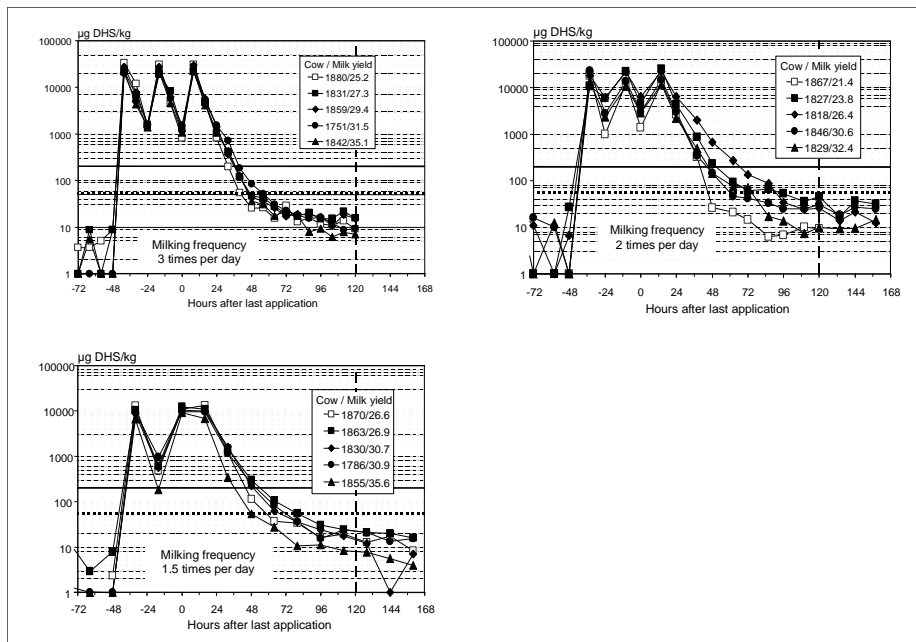 µg DHS/kg
100000
10000
1000
100
10
1
-72 -48 -24 0 24 48 72 96 120 144 168
Hours after last application
Cow / Milk yield
1880/25.2
1831/27.3
1859/29.4
1751/31.5
1842/35.1
Milking frequency
3 times per day
µg DHS/kg
100000
10000
1000
100
10
1
-72 -48 -24 0 24 48 72 96 120 144 168
Hours after last application
Cow / Milk yield
1867/21.4
1827/23.8
1818/26.4
1846/30.6
1829/32.4
Milking frequency
2 times per day
µg DHS/kg
100000
10000
1000
100
10
1
-72 -48 -24 0 24 48 72 96 120 144 168
Hours after last application
Cow / Milk yield
1870/26.6
1863/26.9
1830/30.7
1786/30.9
1855/35.6
Milking frequency
1.5 times per day